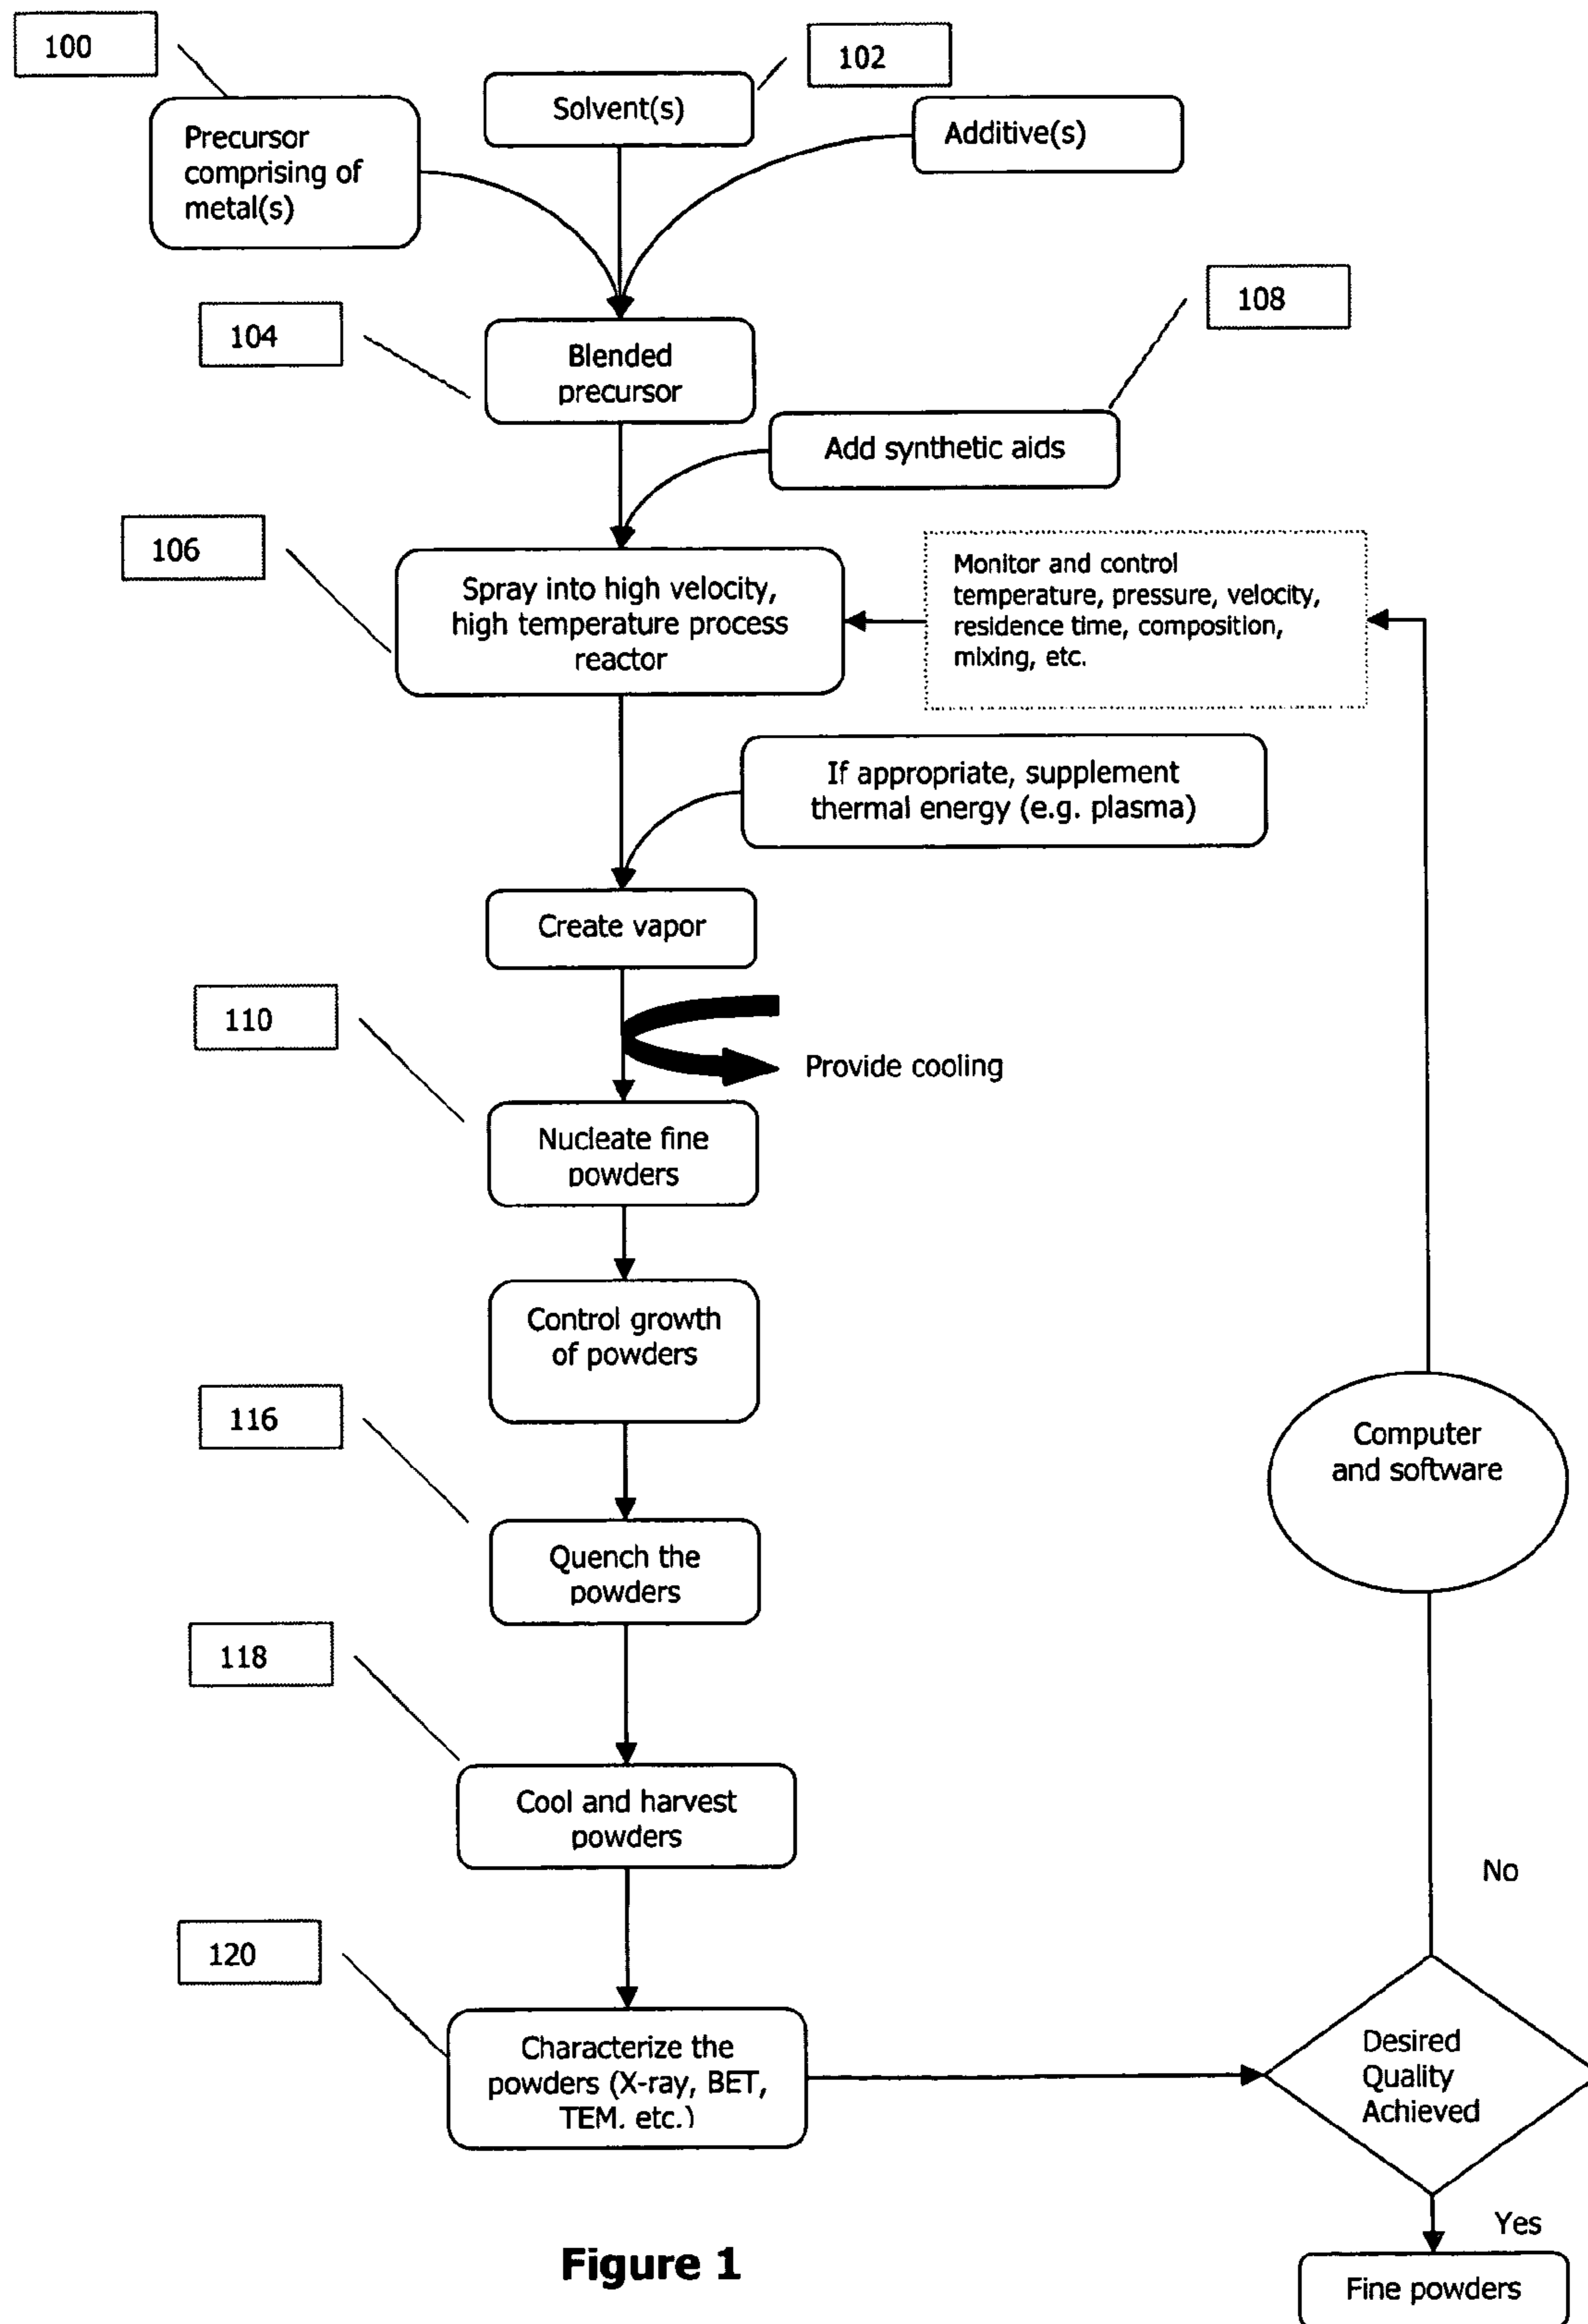 100
102
Solvent(s)
Precursor
comprising of
metal(s)
Additive(s)
108
104
Blended
precursor
Add synthetic aids
106
Spray into high velocity,
high temperature process
reactor
Monitor and control
temperature, pressure, velocity,
residence time, composition,
mixing, etc.
If appropriate, supplement
thermal energy (e.g. plasma)
Create vapor
110
Provide cooling
Nucleate fine
powders
Control growth
of powders
116
Computer
and software
Quench the
powders
118
Cool and harvest
powders
No
120
Characterize the
powders (X-ray, BET,
TEM. etc.)
Desired
Quality
Achieved
Yes
Figure 1
Fine powders